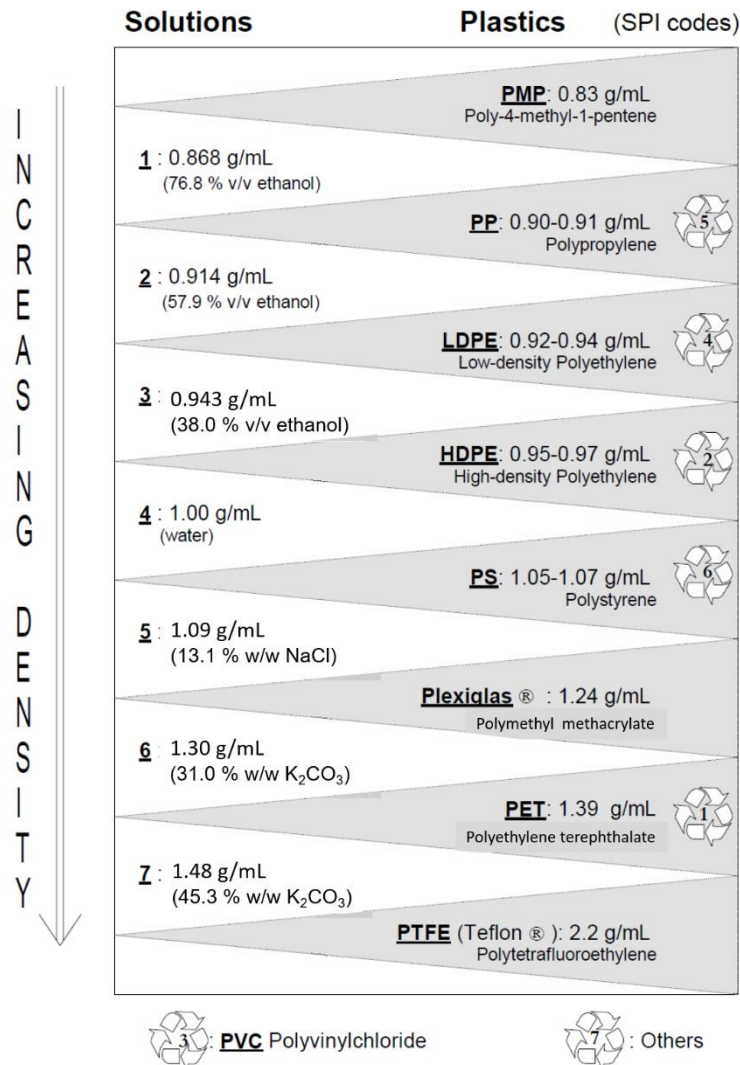 Solutions Plastics (SPI codes)
INCREASING DENSITY
PMP: 0.83 g/mL
Poly-4-methyl-1-pentene
1 : 0.868 g/mL
(76.8 % v/v ethanol)
PP: 0.90-0.91 g/mL
Polypropylene
5
2 : 0.914 g/mL
(57.9 % v/v ethanol)
LDPE: 0.92-0.94 g/mL
Low-density Polyethylene
4
3 : 0.943 g/mL
(38.0 % v/v ethanol)
HDPE: 0.95-0.97 g/mL
High-density Polyethylene
2
4 : 1.00 g/mL
(water)
PS: 1.05-1.07 g/mL
Polystyrene
6
5 : 1.09 g/mL
(13.1 % w/w NaCl)
Plexiglas ® : 1.24 g/mL
Polymethyl methacrylate
6 : 1.30 g/mL
(31.0 % w/w K₂CO₃)
PET: 1.39 g/mL
Polyethylene terephthalate
1
7 : 1.48 g/mL
(45.3 % w/w K₂CO₃)
PTFE (Teflon ® ): 2.2 g/mL
Polytetrafluoroethylene
3 : PVC Polyvinylchloride
7 : Others